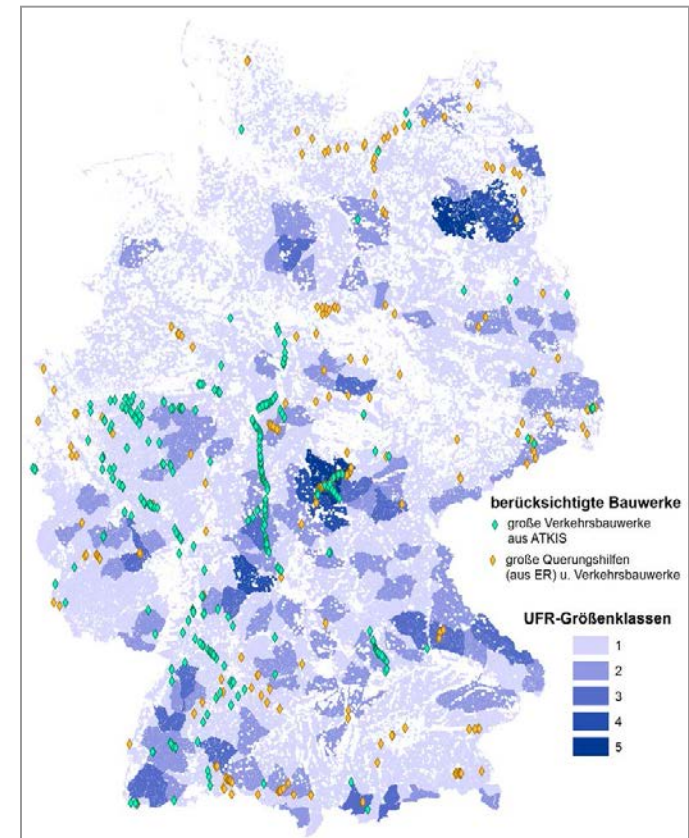 berücksichtigte Bauwerke
große Verkehrsbauwerke
aus ATKIS
große Querungshilfen
(aus ER) u. Verkehrsbauwerke
UFR-Größenklassen
1
2
3
4
5